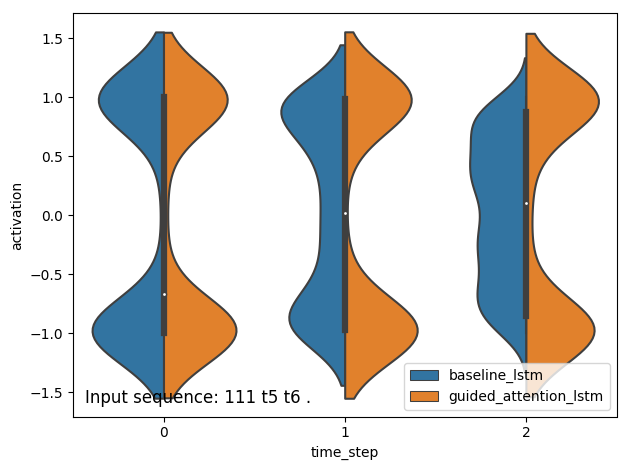 activation
1.5
1.0
0.5
0.0
−0.5
−1.0
−1.5
Input sequence: 111 t5 t6 .
baseline_lstm
guided_attention_lstm
0
1
2
time_step